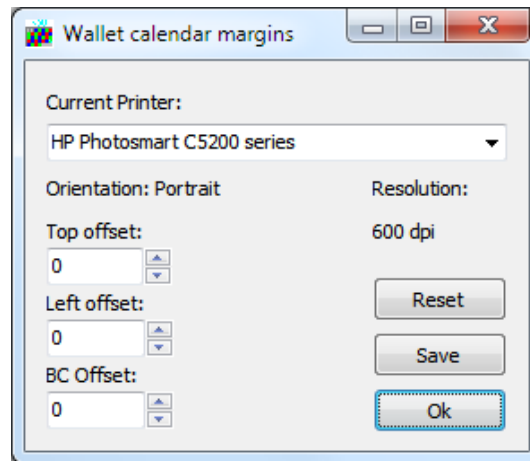 Wallet calendar margins
Current Printer:
HP Photosmart C5200 series
Orientation: Portrait
Resolution:
Top offset:
600 dpi
0
Left offset:
Reset
0
Save
BC Offset:
0
Ok